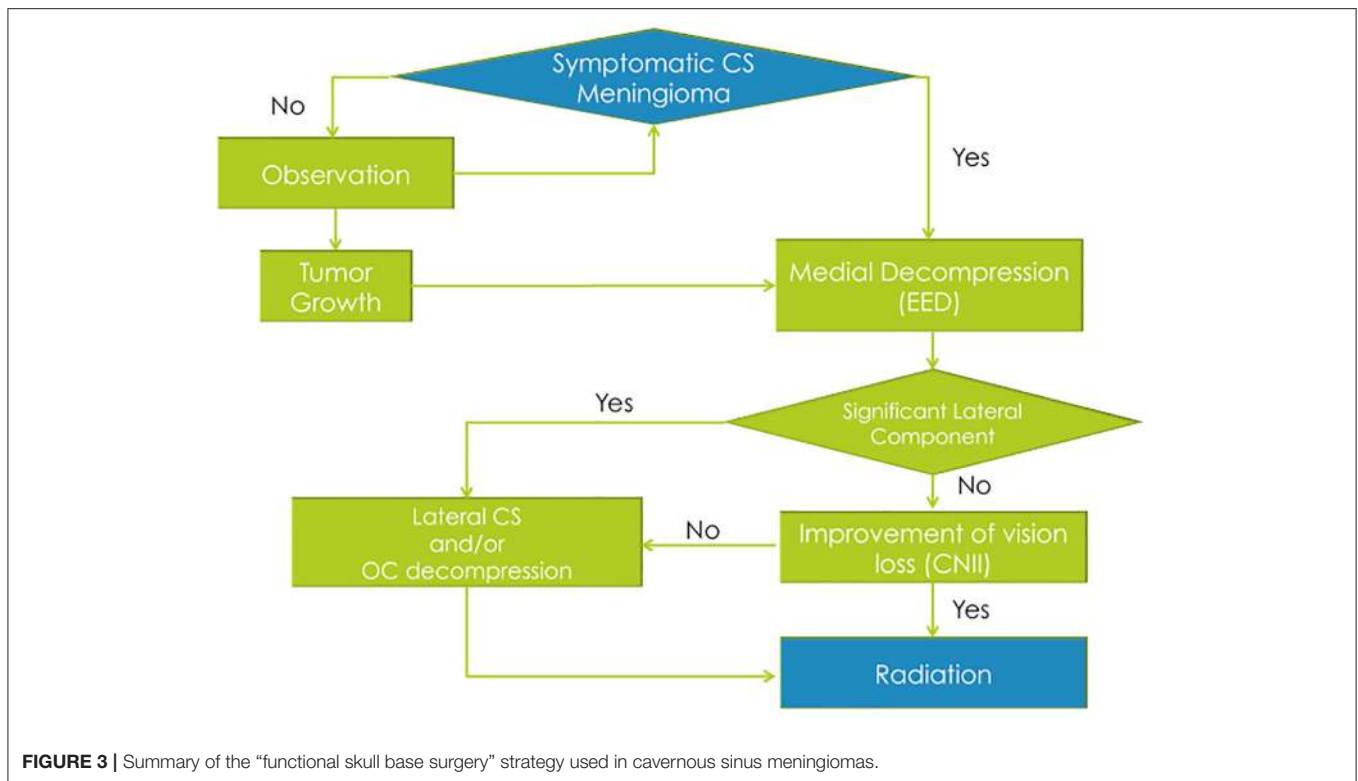 Symptomatic CS
Meningioma
No
Yes
Observation
Tumor
Growth
Medial Decompression
(EED)
Significant Lateral
Component
Yes
No
Lateral CS
and/or
OC decompression
No
Improvement of vision
loss (CNII)
Yes
Radiation
FIGURE 3 | Summary of the “functional skull base surgery” strategy used in cavernous sinus meningiomas.